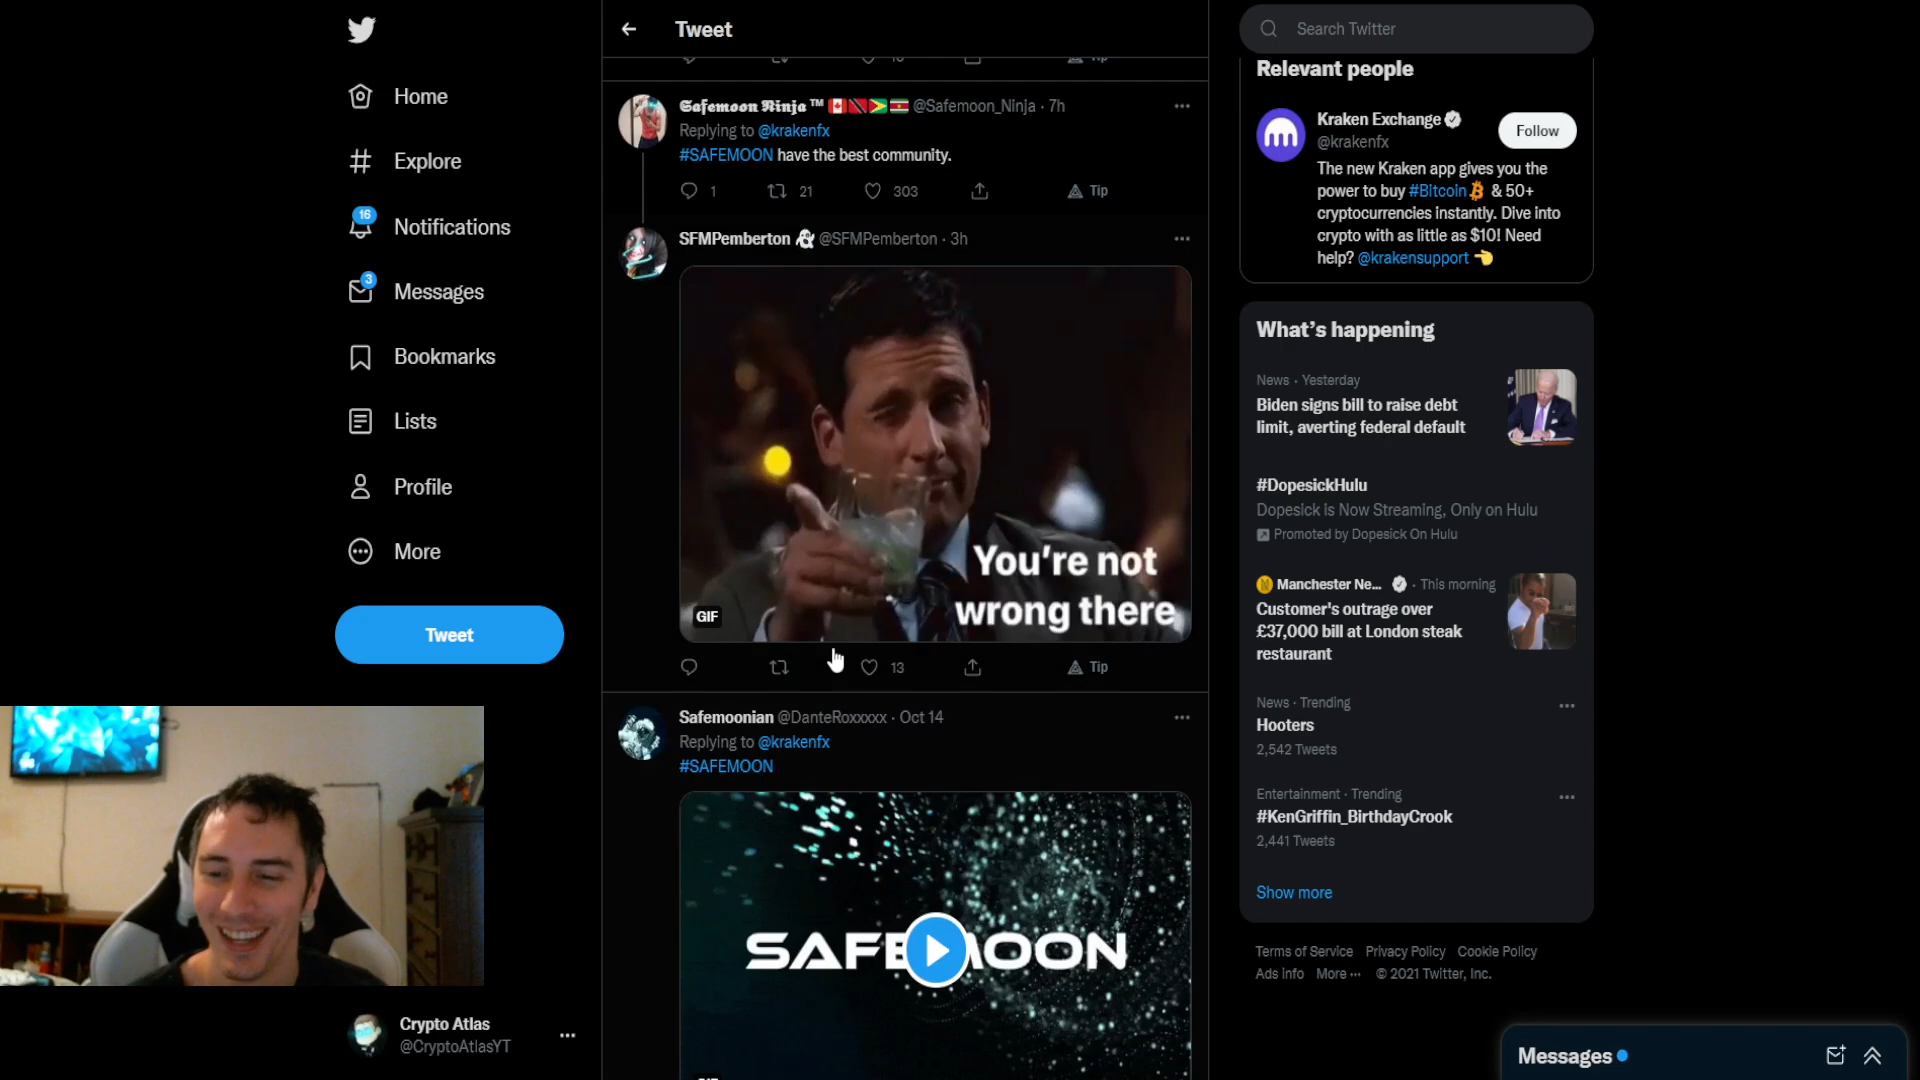 Home
Explore
16
Notifications
3
Messages
Bookmarks
Lists
Profile
More
Tweet
Crypto Atlas
@CryptoAtlasYT
Tweet
Tip
Safemoon Ninja™ @Safemoon_Ninja · 7h
Replying to @krakenfx
#SAFEMOON have the best community.
1 21 303 Tip
SFMPemberton @SFMPemberton · 3h
You're not
wrong there
GIF
13 Tip
Safemoonian @DanteRoxxxxx · Oct 14
Replying to @krakenfx
#SAFEMOON
Search Twitter
Relevant people
Kraken Exchange
@krakenfx
Follow
The new Kraken app gives you the
power to buy #Bitcoin & 50+
cryptocurrencies instantly. Dive into
crypto with as little as $10! Need
help? @krakensupport
What's happening
News · Yesterday
Biden signs bill to raise debt
limit, averting federal default
#DopesickHulu
Dopesick is Now Streaming, Only on Hulu
Promoted by Dopesick On Hulu
Manchester Ne... · This morning
Customer's outrage over
£37,000 bill at London steak
restaurant
News · Trending
Hooters
2,542 Tweets
Entertainment · Trending
#KenGriffin_BirthdayCrook
2,441 Tweets
Show more
Terms of Service Privacy Policy Cookie Policy
Ads info More ··· © 2021 Twitter, Inc.
Messages